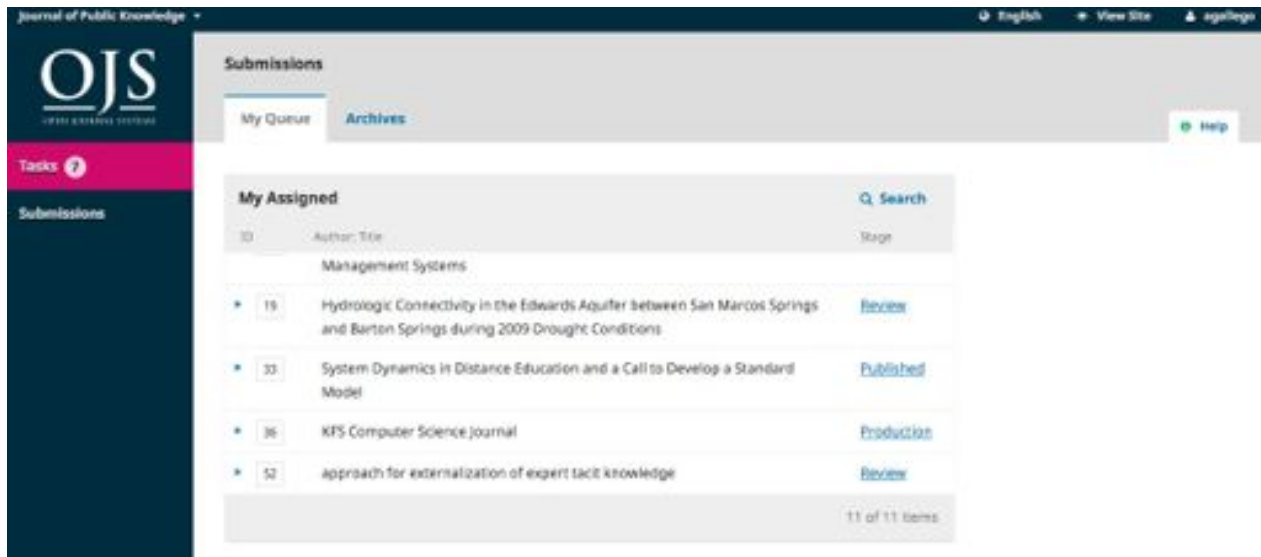 Journal of Public Knowledge
English View Site agallego
OJS
OPEN JOURNAL SYSTEMS
Submissions
My Queue Archives
Help
Tasks 7
Submissions
My Assigned Search
ID Author; Title Stage
Management Systems
19 Hydrologic Connectivity in the Edwards Aquifer between San Marcos Springs Review
and Barton Springs during 2009 Drought Conditions
33 System Dynamics in Distance Education and a Call to Develop a Standard Published
Model
36 KFS Computer Science Journal Production
52 approach for externalization of expert tacit knowledge Review
11 of 11 items